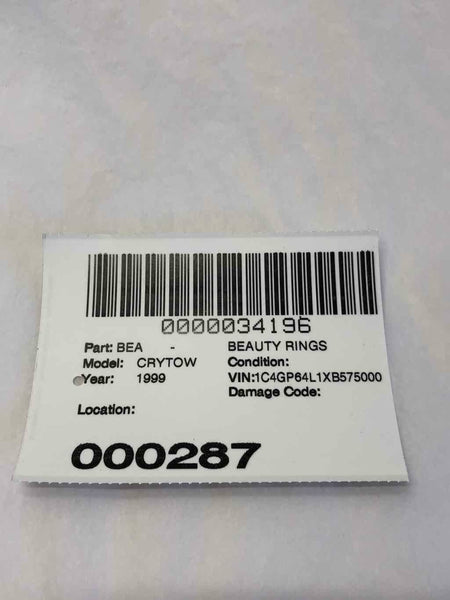 0000034196
Part: BEA - BEAUTY RINGS
Model: CRYTOW Condition:
Year: 1999 VIN:1C4GP64L1XB575000
Damage Code:
Location:
000287